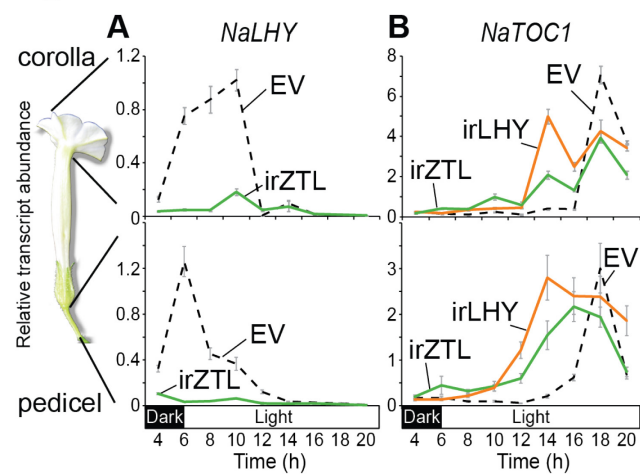 A
NaLHY
B
NaTOC1
corolla
Relative transcript abundance
pedicel
1.2
0.8
0.4
0
EV
irZTL
8
6
4
2
0
EV
irLHY
irZTL
1.2
0.8
0.4
0
EV
irZTL
3
2
1
0
EV
irLHY
irZTL
Dark
Light
4 6 8 10 12 14 16 18 20
Time (h)
Dark
Light
4 6 8 10 12 14 16 18 20
Time (h)